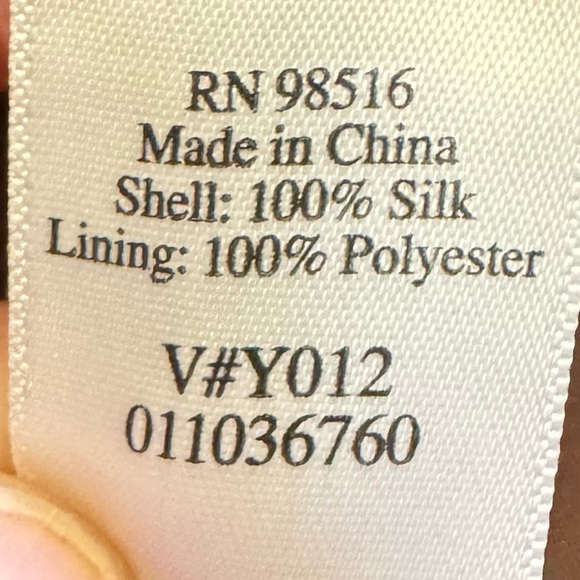 RN 98516
Made in China
Shell: 100% Silk
Lining: 100% Polyester
V#Y012
011036760